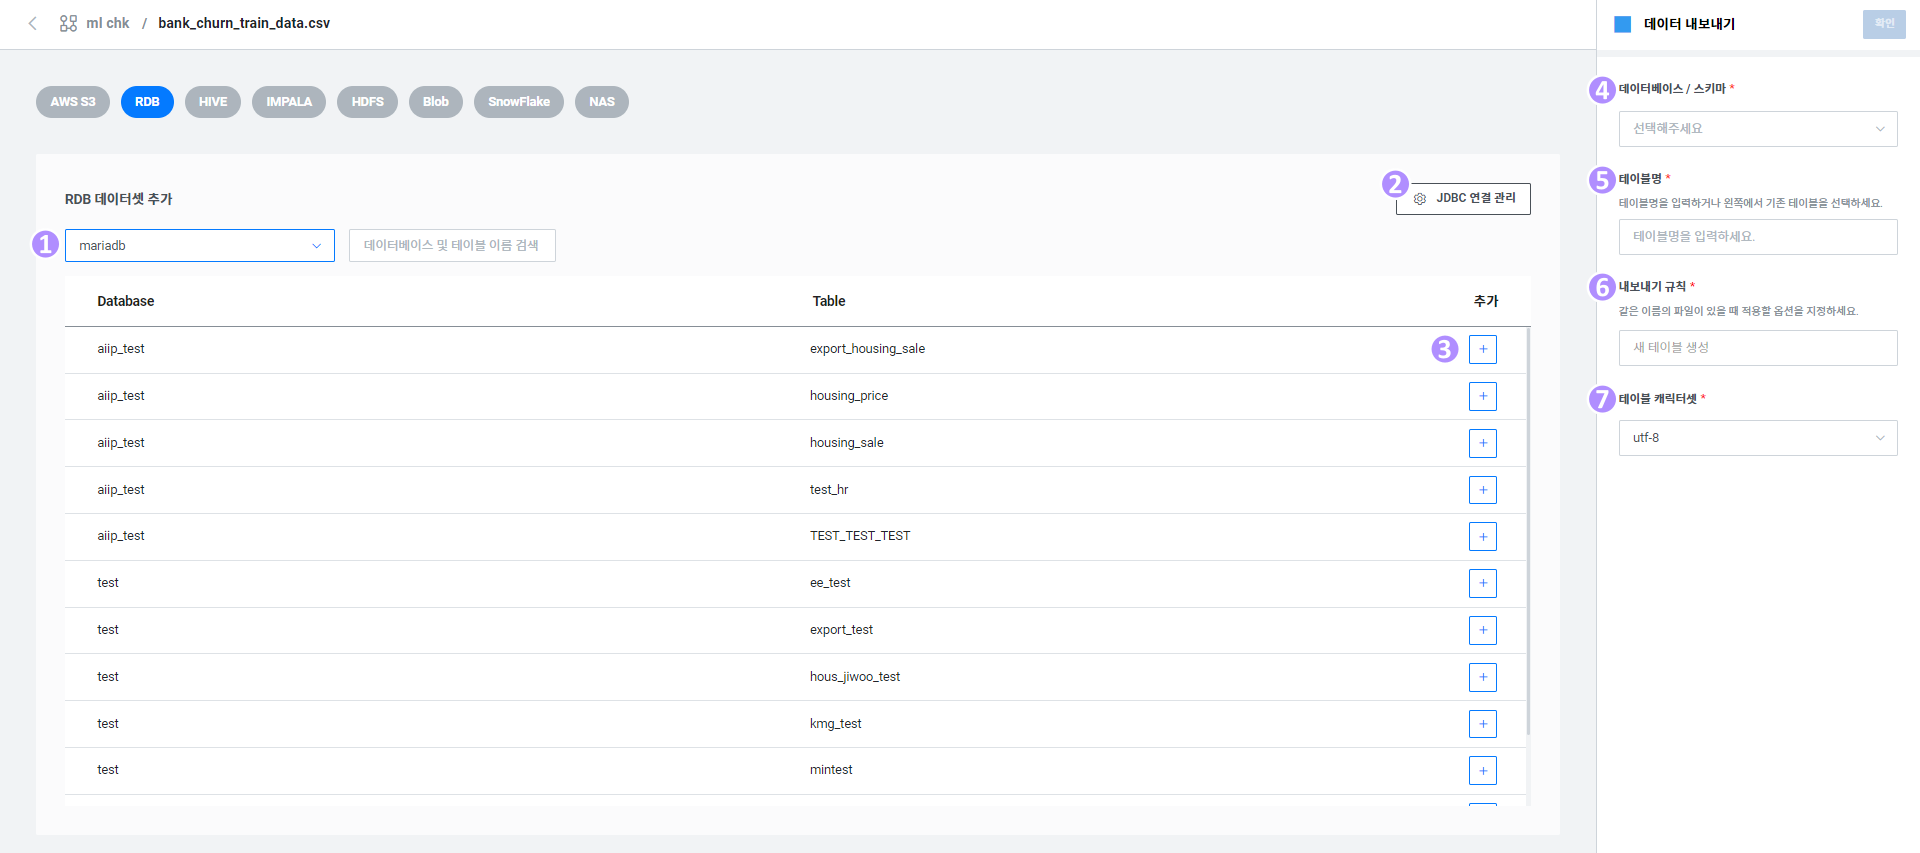 ml chk / bank_churn_train_data.csv
AWS S3 RDB HIVE IMPALA HDFS Blob SnowFlake NAS
RDB 데이터셋 추가
2 JDBC 연결 관리
1 mariadb 데이터베이스 및 테이블 이름 검색
Database Table 추가
aiip_test export_housing_sale 3 +
aiip_test housing_price +
aiip_test housing_sale +
aiip_test test_hr +
aiip_test TEST_TEST_TEST +
test ee_test +
test export_test +
test hous_jiwoo_test +
test kmg_test +
test mintest +
데이터 내보내기 확인
4 데이터베이스 / 스키마 *
선택해주세요
5 테이블명 *
테이블명을 입력하거나 왼쪽에서 기존 테이블을 선택하세요.
테이블명을 입력하세요.
6 내보내기 규칙 *
같은 이름의 파일이 있을 때 적용할 옵션을 지정하세요.
새 테이블 생성
7 테이블 캐릭터셋 *
utf-8